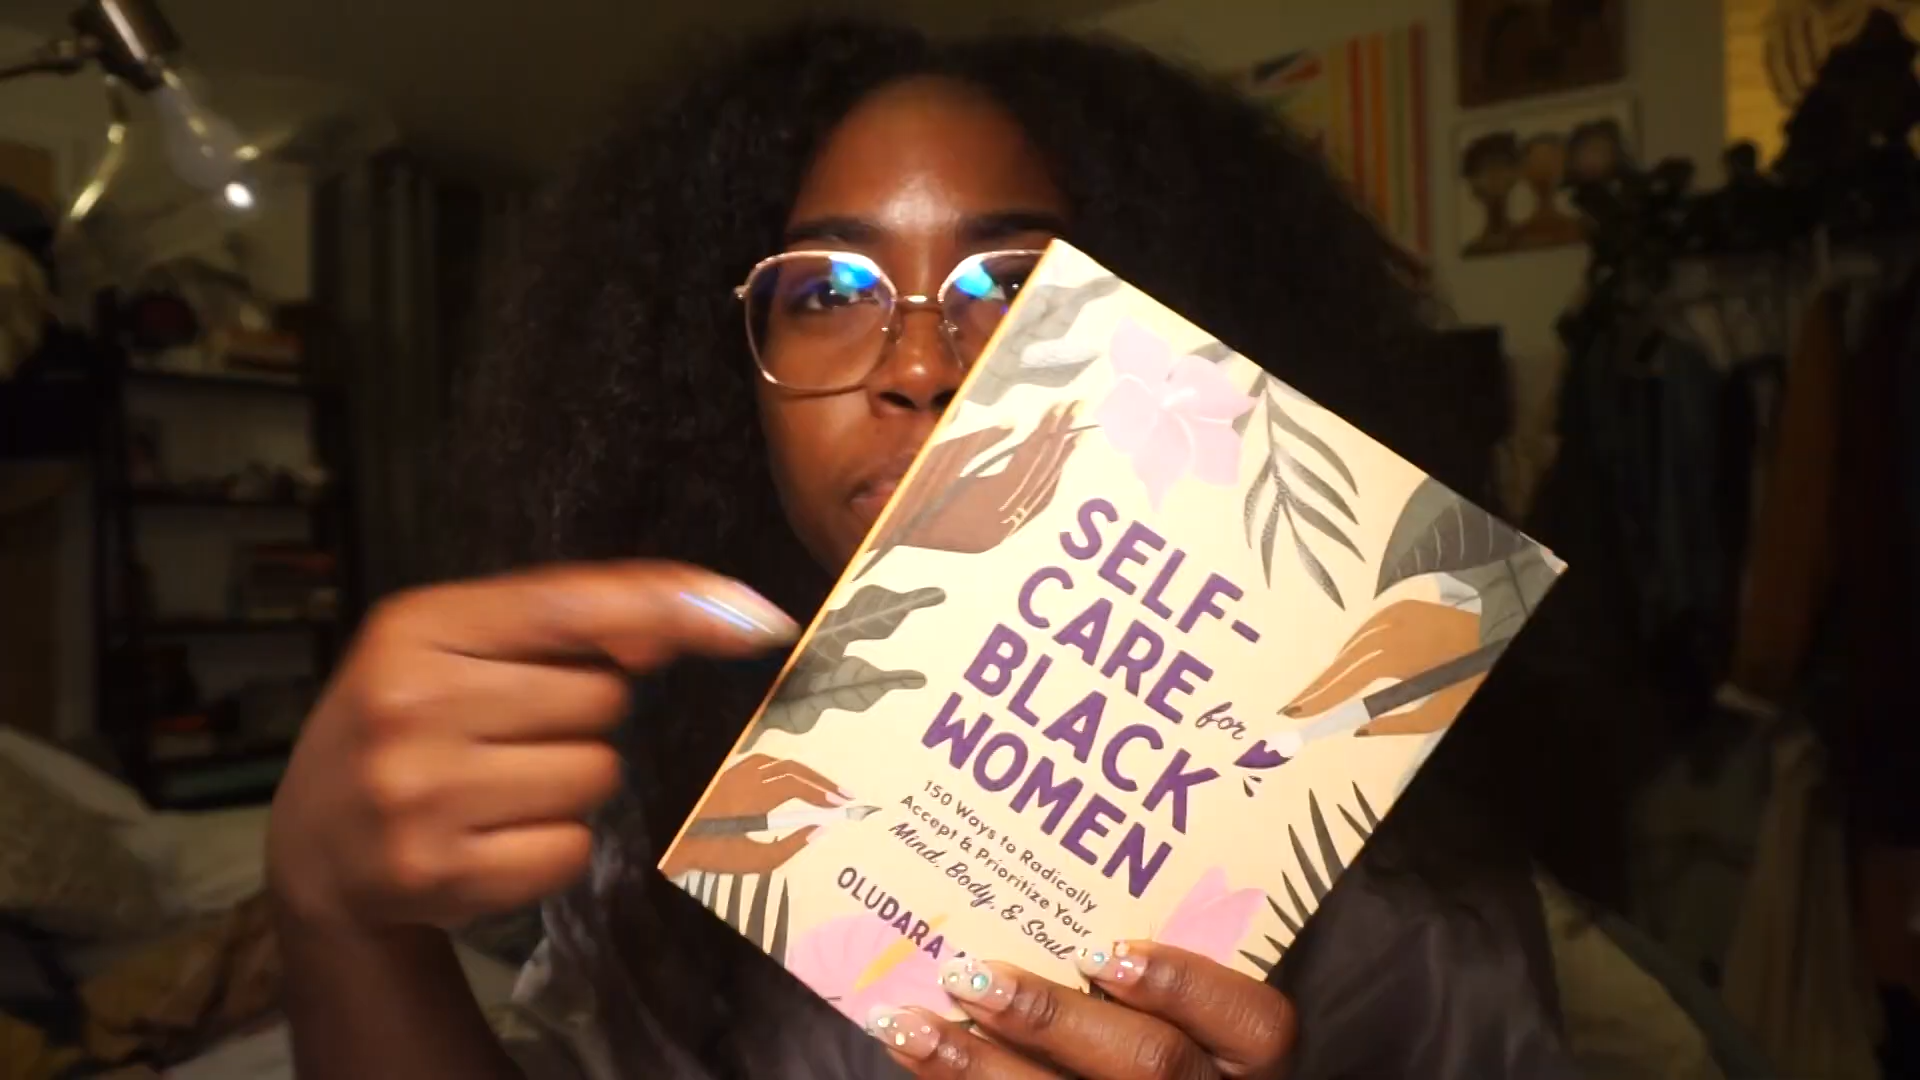 SELF-
CARE for
BLACK
WOMEN
150 Ways to Radically
Accept & Prioritize Your
Mind, Body, & Soul
OLUDARA